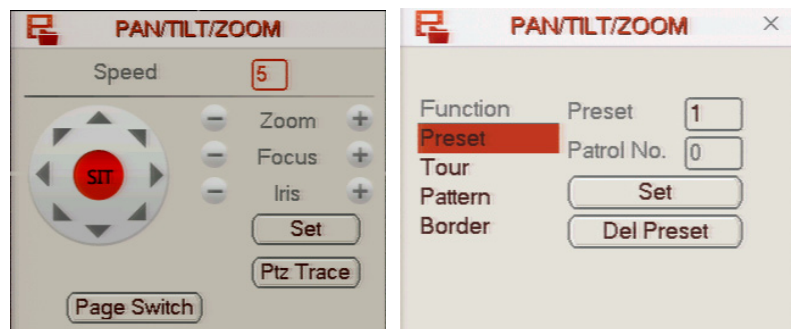 PAN/TILT/ZOOM
Speed 5
Zoom
Focus
SIT
Iris
Set
Ptz Trace
Page Switch
PAN/TILT/ZOOM
Function Preset 1
Preset
Patrol No. 0
Tour
Pattern Set
Border Del Preset